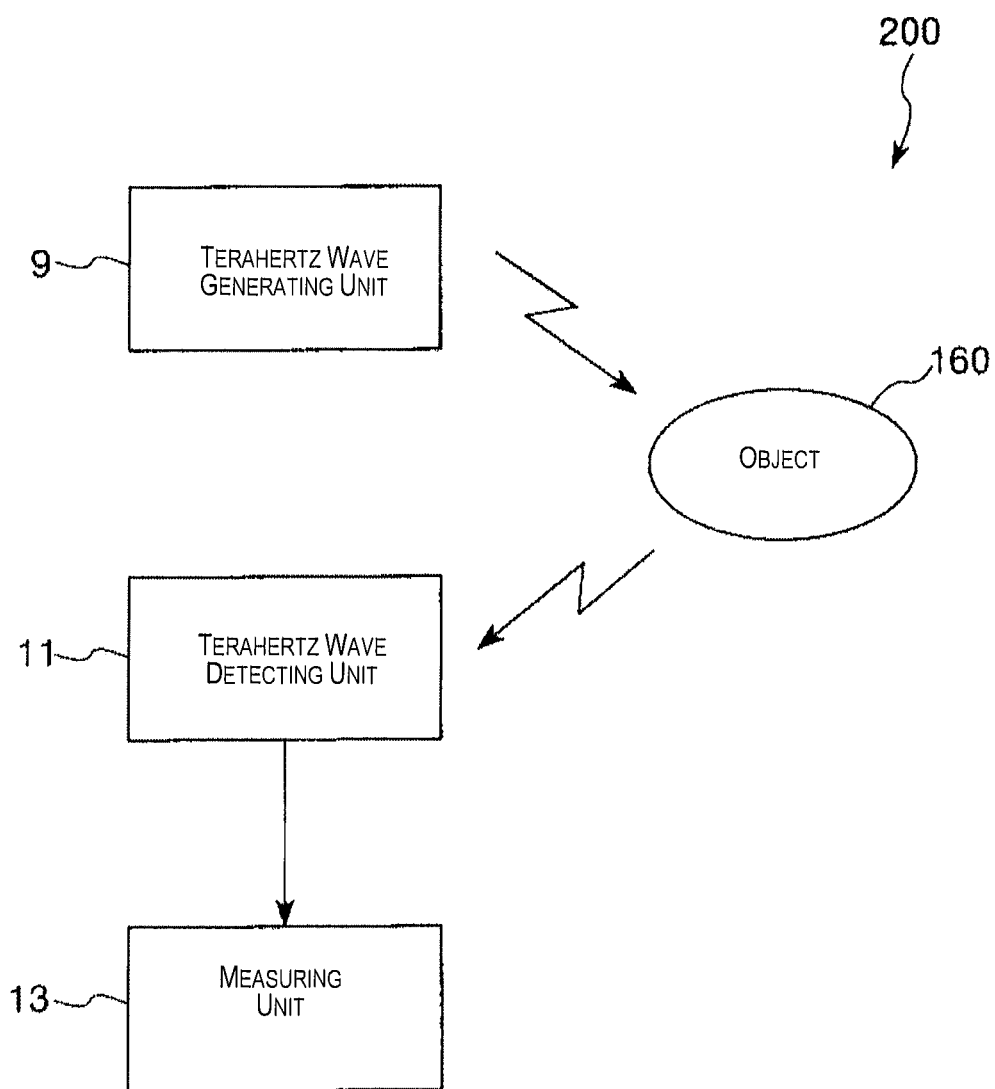 200
9
TERAHERTZ WAVE
GENERATING UNIT
160
OBJECT
11
TERAHERTZ WAVE
DETECTING UNIT
13
MEASURING
UNIT